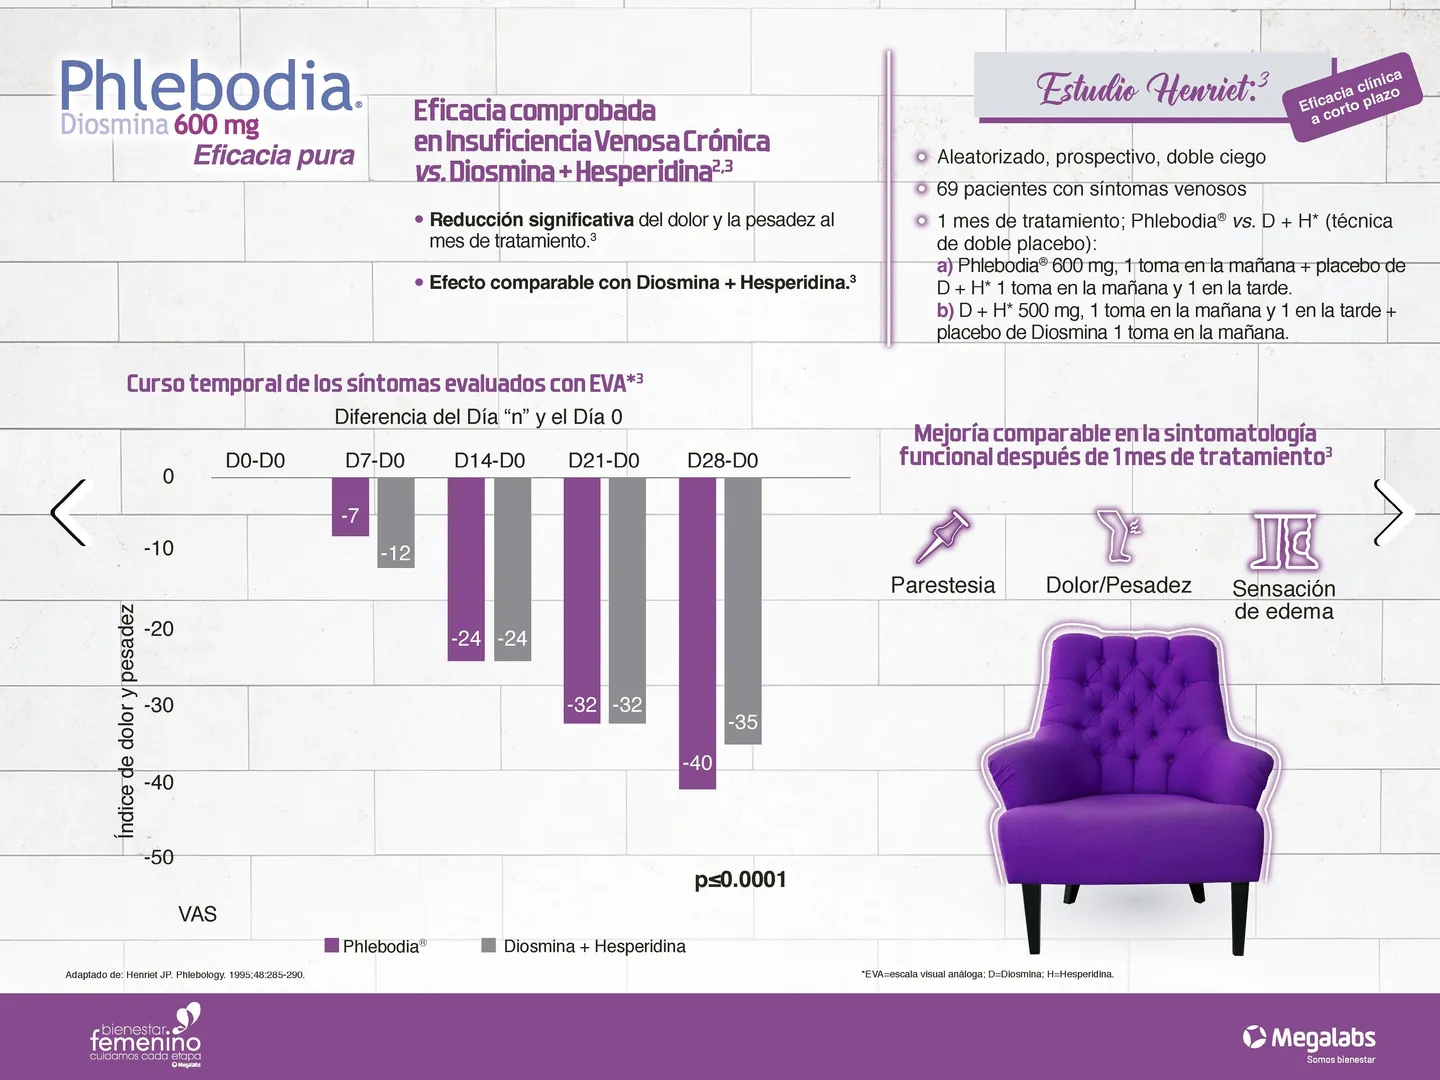 Phlebodia®
Diosmina 600 mg
Eficacia pura
Eficacia comprobada
en Insuficiencia Venosa Crónica
vs. Diosmina + Hesperidina2,3
• Reducción significativa del dolor y la pesadez al
mes de tratamiento.3
• Efecto comparable con Diosmina + Hesperidina.3
Estudio Henriet:3
Eficacia clínica
a corto plazo
Aleatorizado, prospectivo, doble ciego
69 pacientes con síntomas venosos
1 mes de tratamiento; Phlebodia® vs. D + H* (técnica
de doble placebo):
a) Phlebodia® 600 mg, 1 toma en la mañana + placebo de
D + H* 1 toma en la mañana y 1 en la tarde.
b) D + H* 500 mg, 1 toma en la mañana y 1 en la tarde +
placebo de Diosmina 1 toma en la mañana.
Curso temporal de los síntomas evaluados con EVA*3
Diferencia del Día “n” y el Día 0
D0-D0 D7-D0 D14-D0 D21-D0 D28-D0
0
-10
-20
-30
-40
-50
Índice de dolor y pesadez
-7
-12
-24 -24
-32 -32
-40
-35
p≤0.0001
VAS
Phlebodia®
Diosmina + Hesperidina
Mejoría comparable en la sintomatología
funcional después de 1 mes de tratamiento3
Parestesia
Dolor/Pesadez
Sensación
de edema
Adaptado de: Henriet JP. Phlebology. 1995;48:285-290.
*EVA=escala visual análoga; D=Diosmina; H=Hesperidina.
bienestar
femenino
cuidamos cada etapa
Megalabs
Megalabs
Somos bienestar